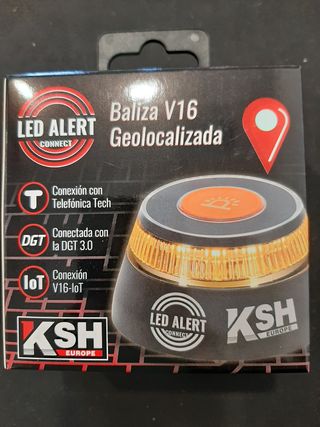 LED ALERT
CONNECT
Baliza V16
Geolocalizada
T
Conexión con
Telefónica Tech
DGT
Conectada con
la DGT 3.0
IoT
Conexión
V16-IoT
KSH
EUROPE
LED ALERT
CONNECT
KSH
EUROPE